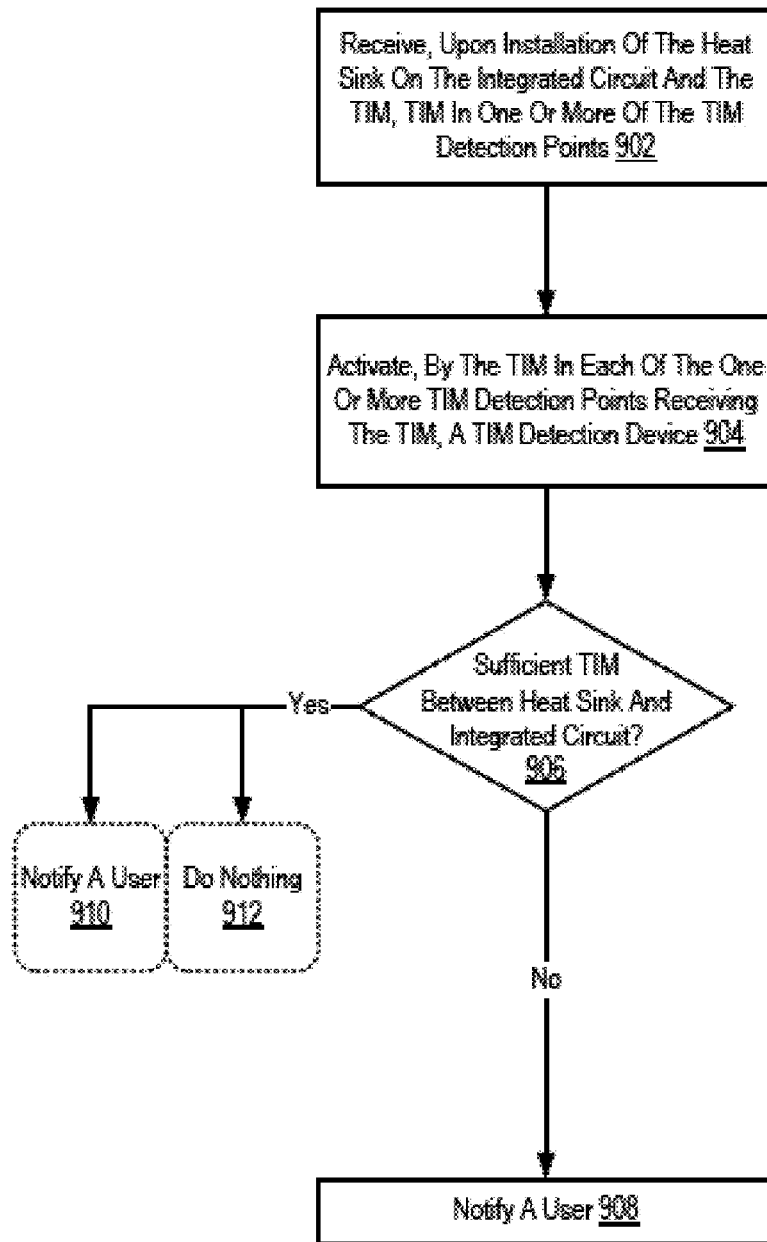 Receive, Upon Installation Of The Heat
Sink On The Integrated Circuit And The
TIM, TIM In One Or More Of The TIM
Detection Points 902
Activate, By The TIM In Each Of The One
Or More TIM Detection Points Receiving
The TIM, A TIM Detection Device 904
Sufficient TIM
Between Heat Sink And
Integrated Circuit?
906
Yes
Notify A User
910
Do Nothing
912
No
Notify A User 908